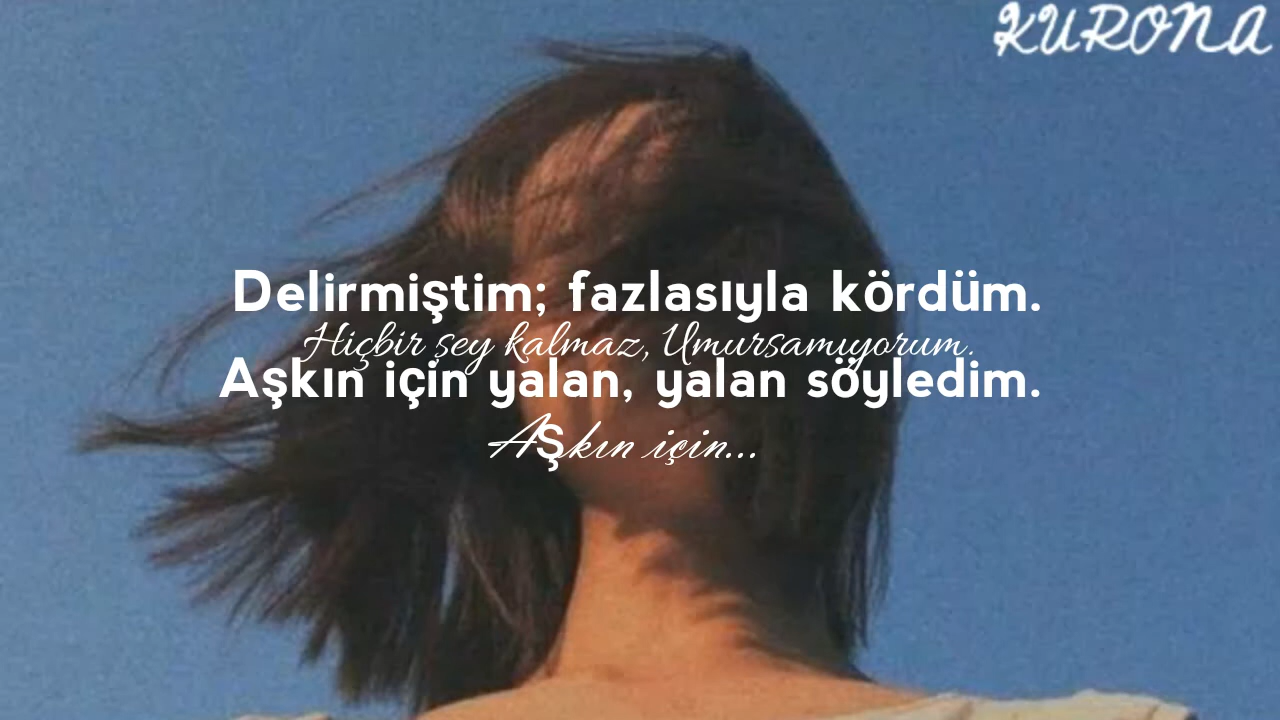 KURONA
Delirmiştim; fazlasıyla kördüm.
Hiçbir şey kalmaz, Umursamıyorum.
Aşkın için yalan, yalan söyledim.
Aşkın için...